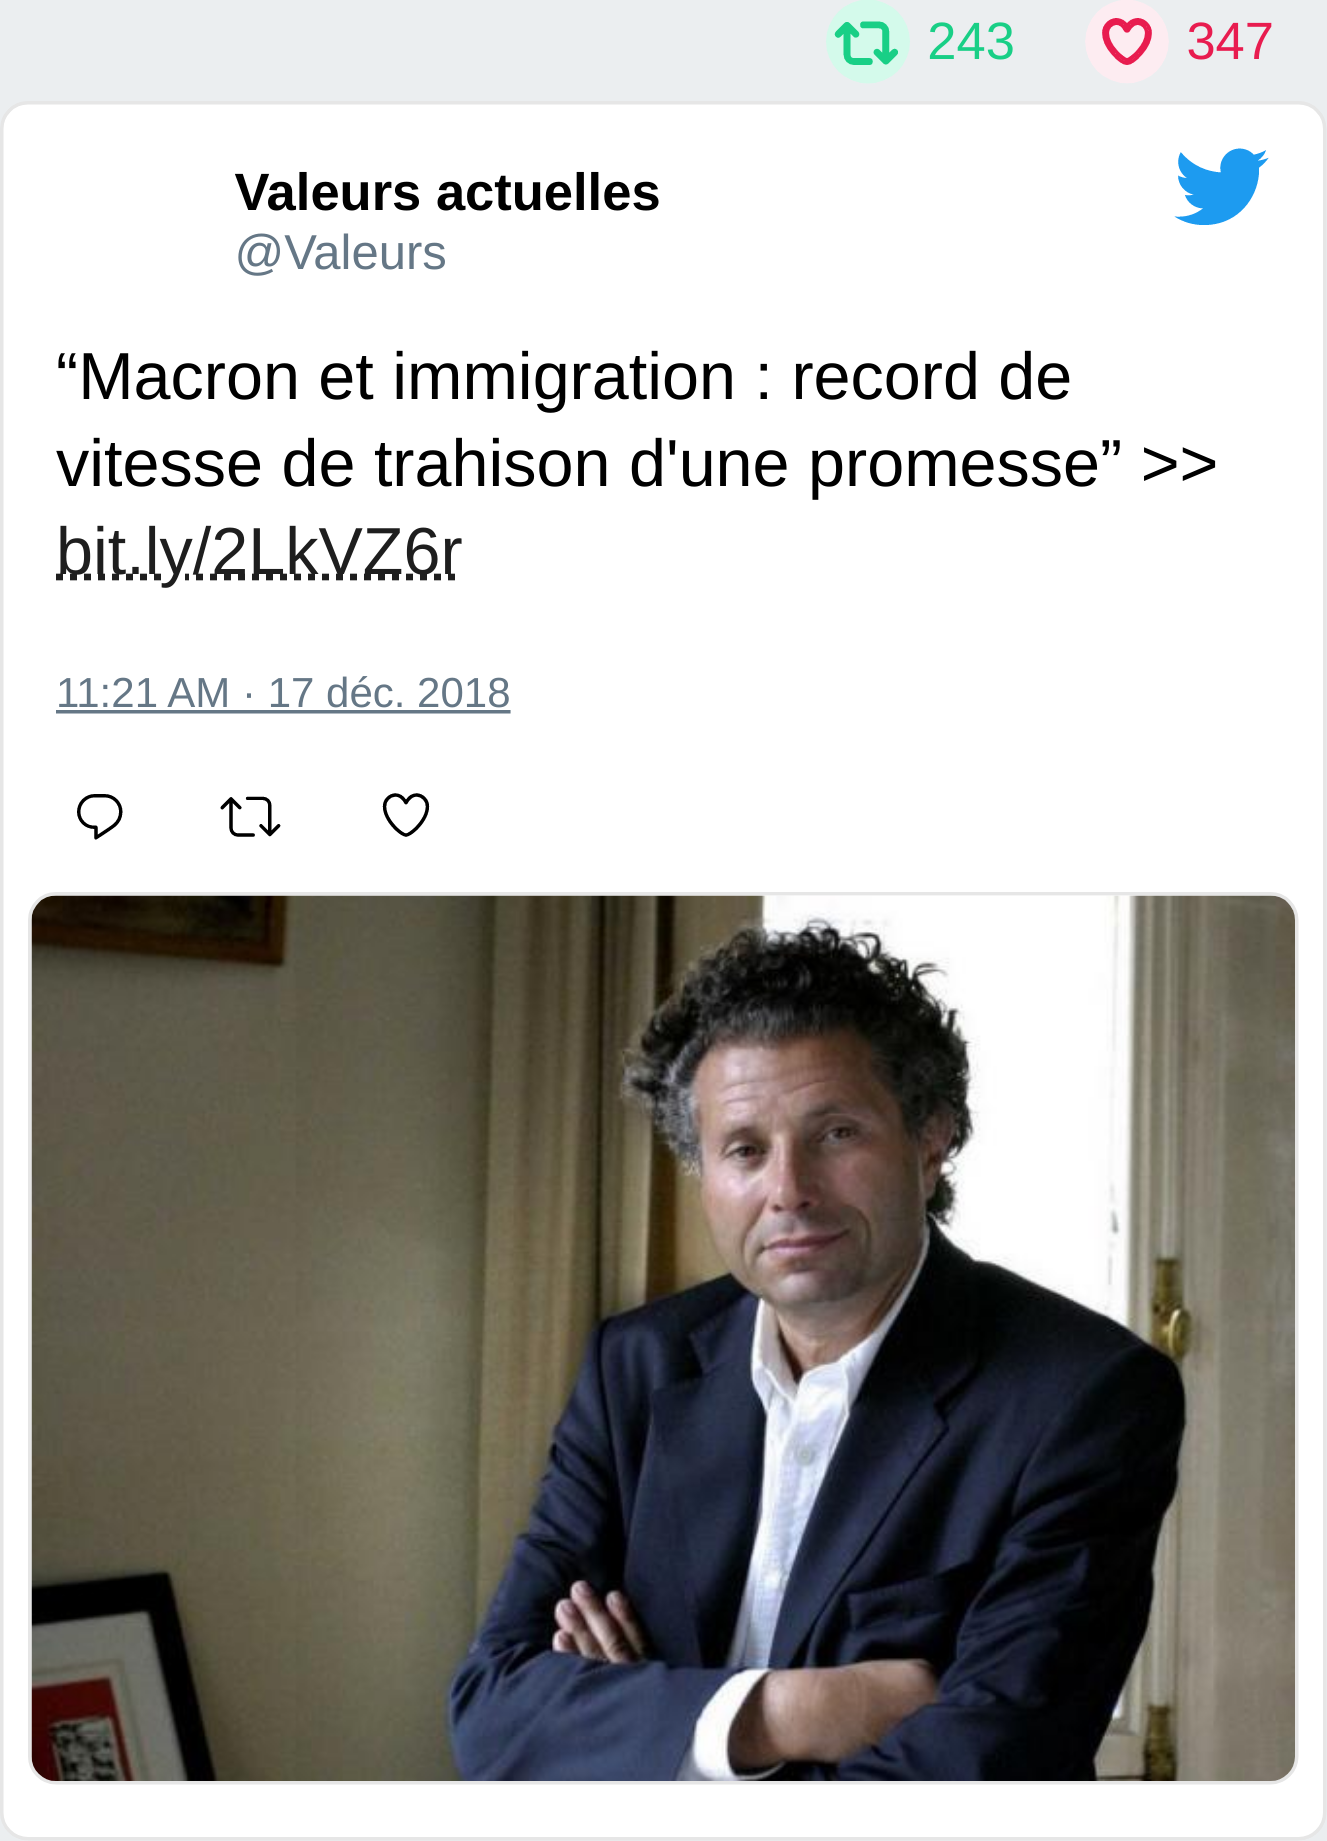 243 347
Valeurs actuelles
@Valeurs
“Macron et immigration : record de
vitesse de trahison d'une promesse” >>
bit.ly/2LkVZ6r
11:21 AM · 17 déc. 2018